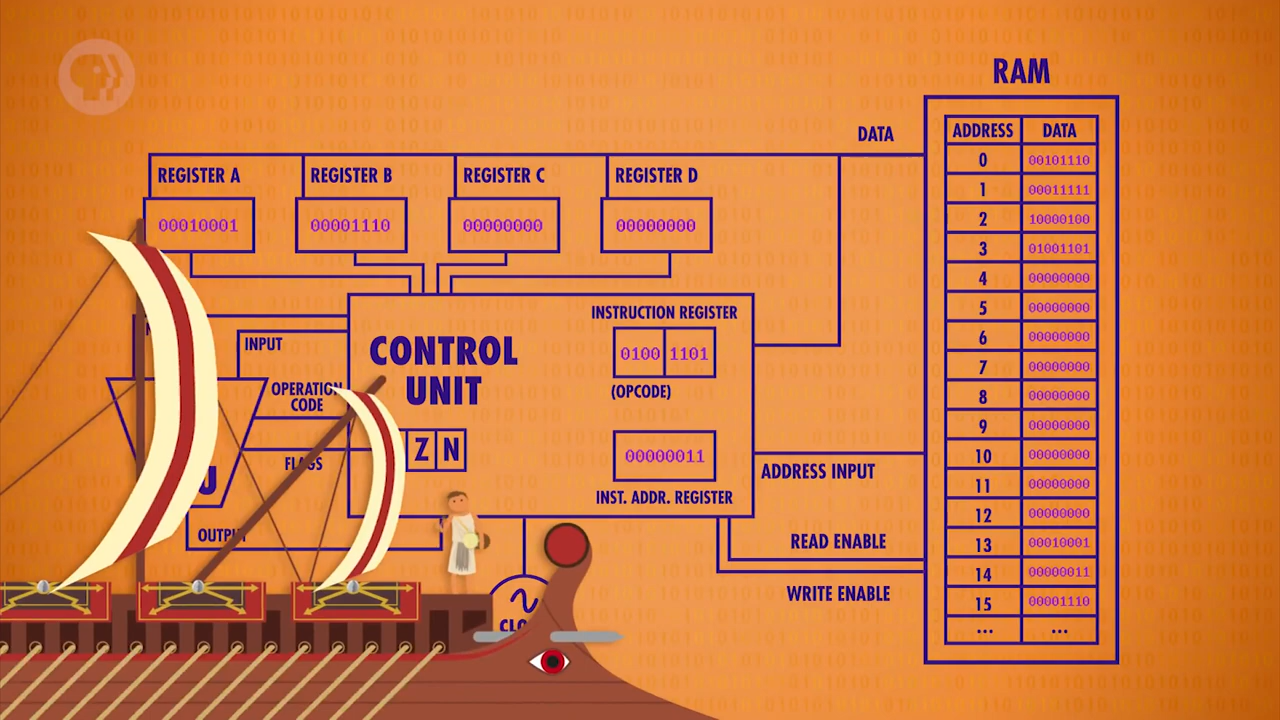 RAM
DATA
ADDRESS DATA
0 00101110
1 00011111
2 10000100
3 01001101
4 00000000
5 00000000
6 00000000
7 00000000
8 00000000
9 00000000
10 00000000
11 00000000
12 00000000
13 00010001
14 00000011
15 00001110
... ...
REGISTER A REGISTER B REGISTER C REGISTER D
00010001 00001110 00000000 00000000
INSTRUCTION REGISTER
0100 1101
(OPCODE)
CONTROL
UNIT
INPUT
OPERATION
CODE
Z N
FLAGS
00000011
INST. ADDR. REGISTER
ADDRESS INPUT
OUTPUT
READ ENABLE
WRITE ENABLE